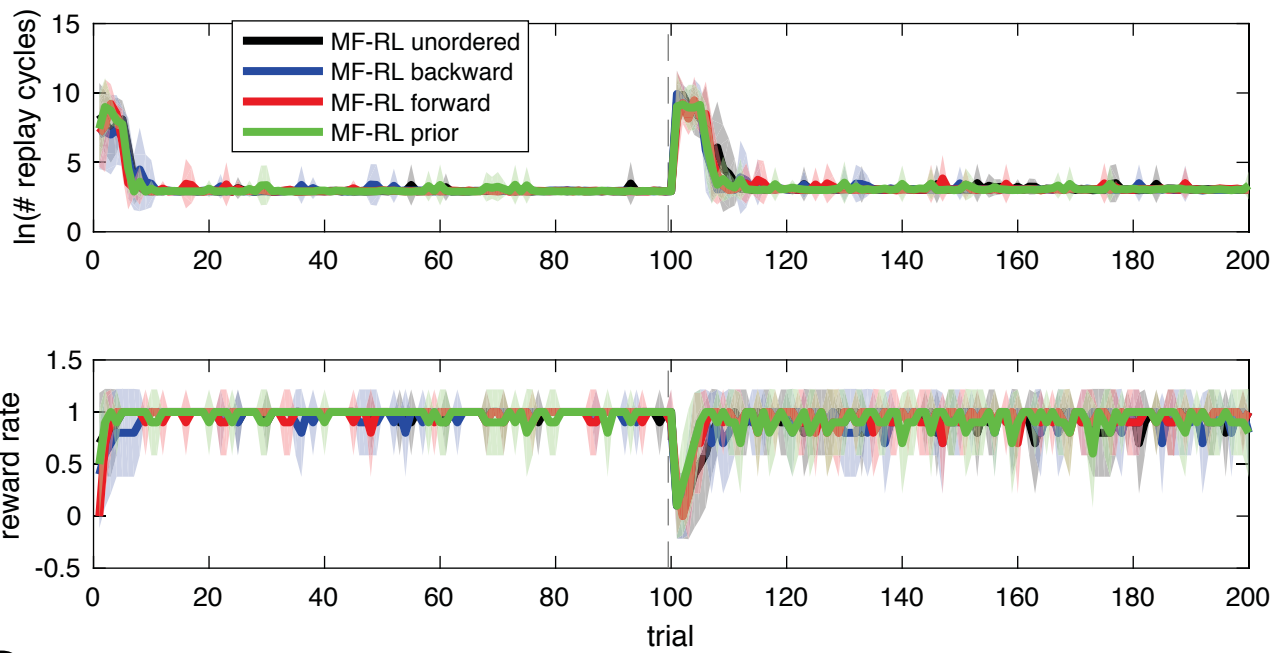 ln(# replay cycles)
15
10
5
0
MF-RL unordered
MF-RL backward
MF-RL forward
MF-RL prior
0 20 40 60 80 100 120 140 160 180 200
reward rate
1.5
1
0.5
0
-0.5
0 20 40 60 80 100 120 140 160 180 200
trial